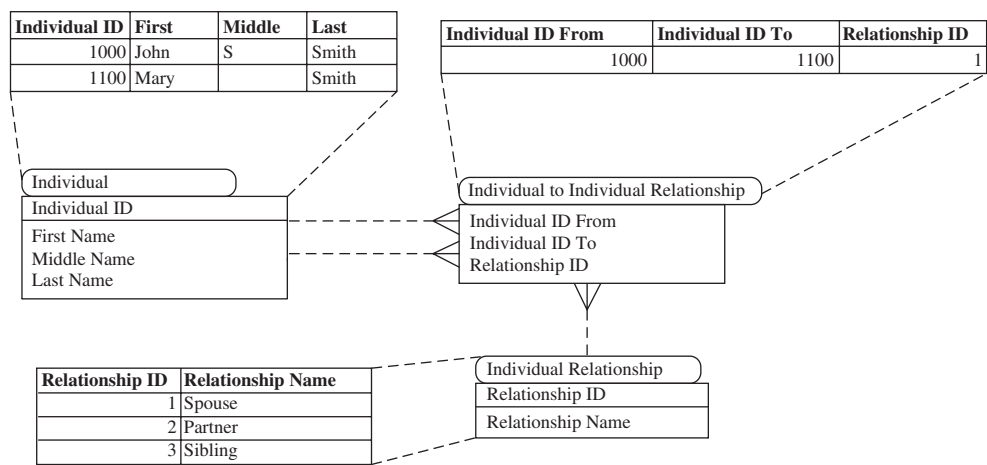 Individual ID First Middle Last
1000 John S Smith
1100 Mary Smith
Individual ID From Individual ID To Relationship ID
1000 1100 1
Individual
Individual ID
First Name
Middle Name
Last Name
Individual to Individual Relationship
Individual ID From
Individual ID To
Relationship ID
Relationship ID Relationship Name
1 Spouse
2 Partner
3 Sibling
Individual Relationship
Relationship ID
Relationship Name